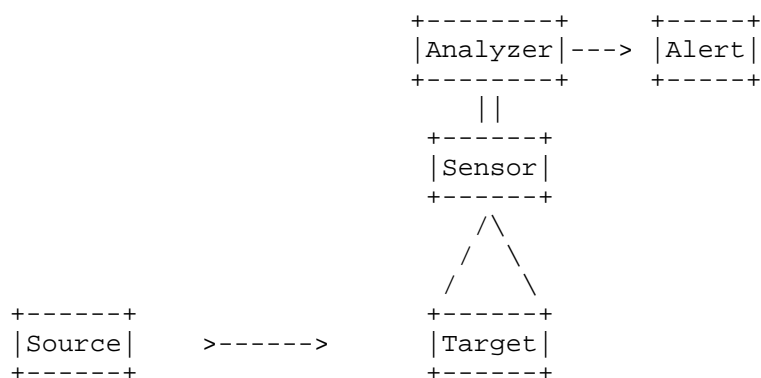 Analyzer ---> Alert
Sensor
Source >------> Target